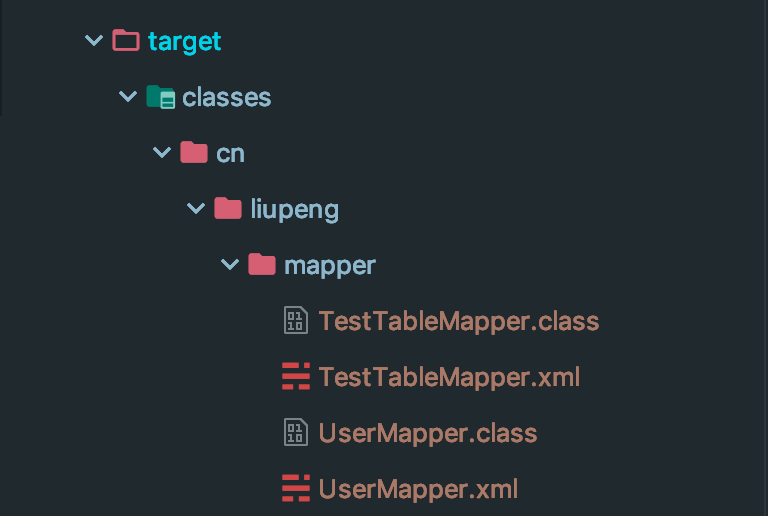 target
classes
cn
liupeng
mapper
TestTableMapper.class
TestTableMapper.xml
UserMapper.class
UserMapper.xml